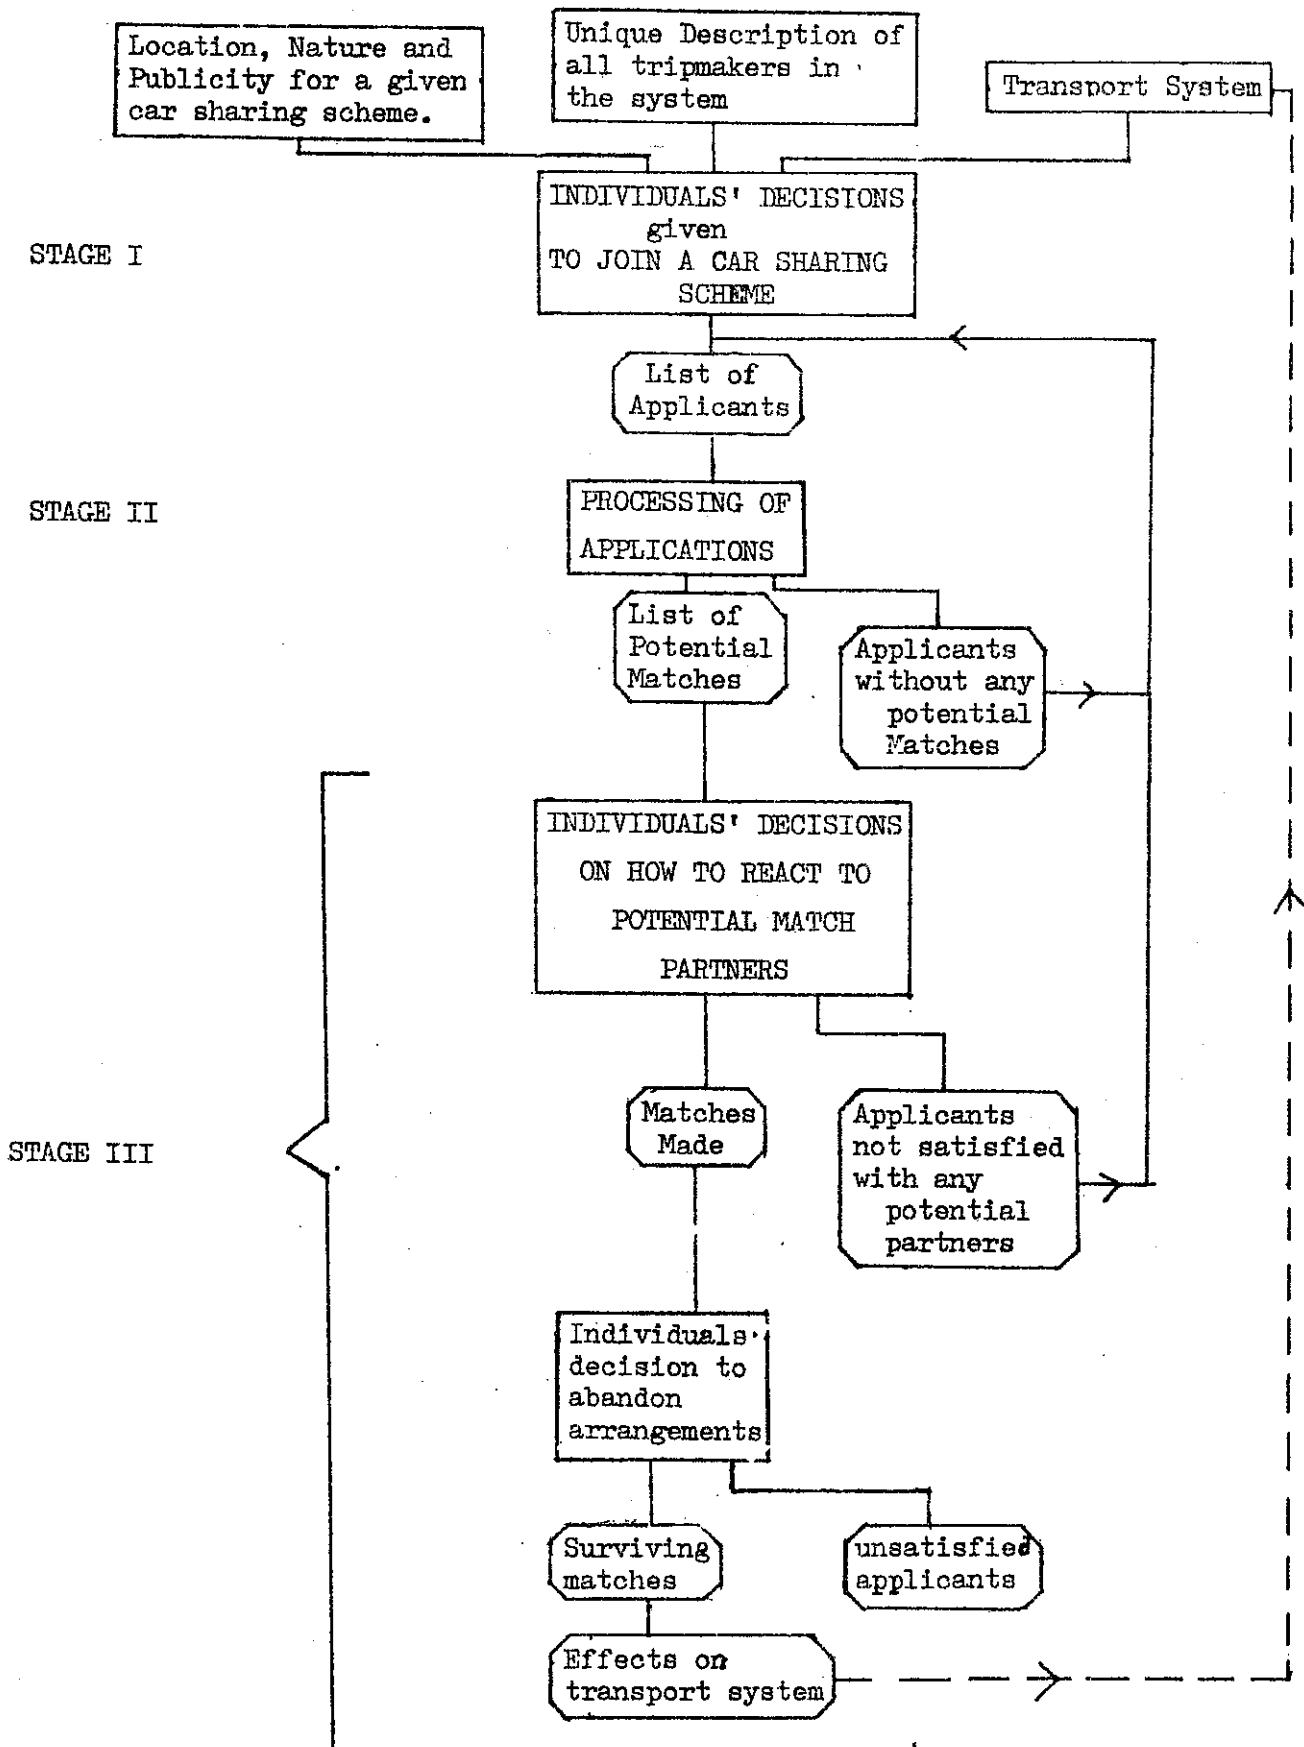 Location, Nature and
Publicity for a given
car sharing scheme.
Unique Description of
all tripmakers in
the system
Transport System
STAGE I
INDIVIDUALS' DECISIONS
given
TO JOIN A CAR SHARING
SCHEME
List of
Applicants
STAGE II
PROCESSING OF
APPLICATIONS
List of
Potential
Matches
Applicants
without any
potential
Matches
INDIVIDUALS' DECISIONS
ON HOW TO REACT TO
POTENTIAL MATCH
PARTNERS
STAGE III
Matches
Made
Applicants
not satisfied
with any
potential
partners
Individuals'
decision to
abandon
arrangements
Surviving
matches
unsatisfied
applicants
Effects on
transport system